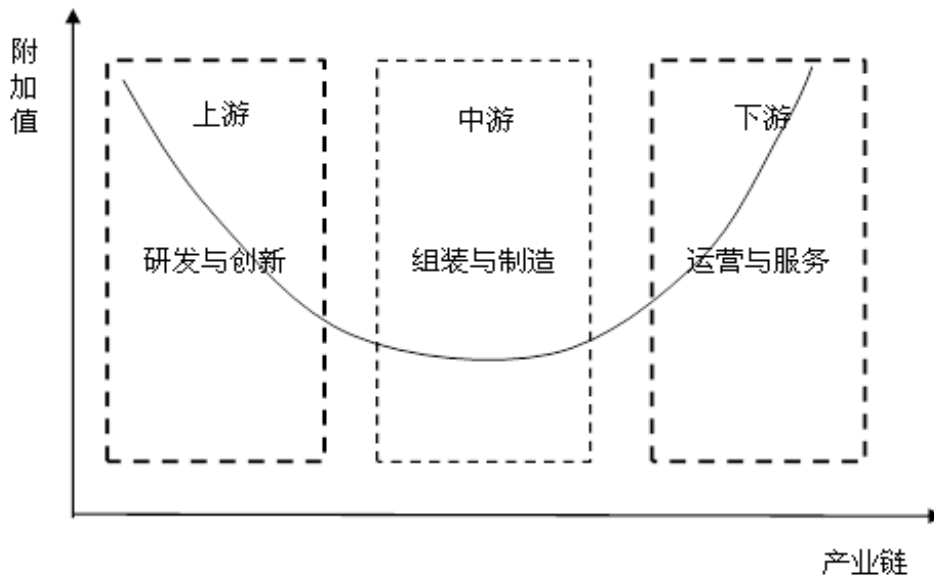 附加值
上游
中游
下游
研发与创新
组装与制造
运营与服务
产业链